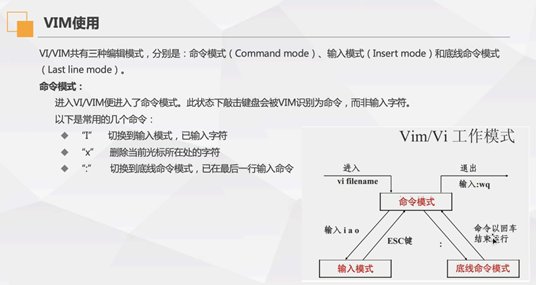 VIM使用
VI/VIM共有三种编辑模式，分别是：命令模式（Command mode）、输入模式（Insert mode）和底线命令模式
（Last line mode）。
命令模式：
进入VI/VIM便进入了命令模式。此状态下敲击键盘会被VIM识别为命令，而非输入字符。
以下是常用的几个命令：
◆ “I” 切换到输入模式，已输入字符
◆ “x” 删除当前光标所在处的字符
◆ “:” 切换到底线命令模式，已在最后一行输入命令
Vim/Vi 工作模式
进入
vi filename
退出
输入:wq
命令模式
输入 i a o
ESC键
:
命令以回车
结束运行
输入模式
底线命令模式